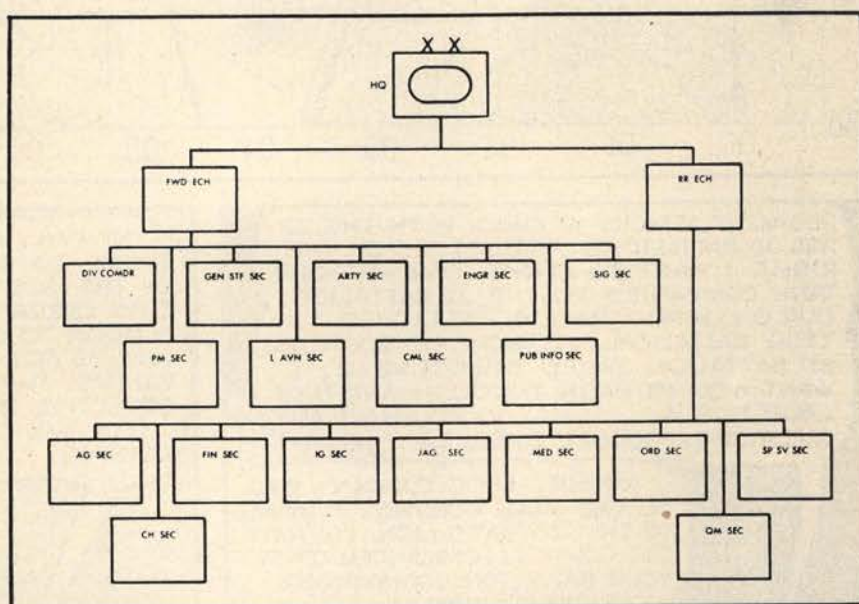 X X
HQ
FWD ECH
RR ECH
DIV COMDR
GEN STF SEC
ARTY SEC
ENGR SEC
SIG SEC
PM SEC
L AVN SEC
CML SEC
PUB INFO SEC
AG SEC
FIN SEC
IG SEC
JAG SEC
MED SEC
ORD SEC
SP SV SEC
CH SEC
QM SEC